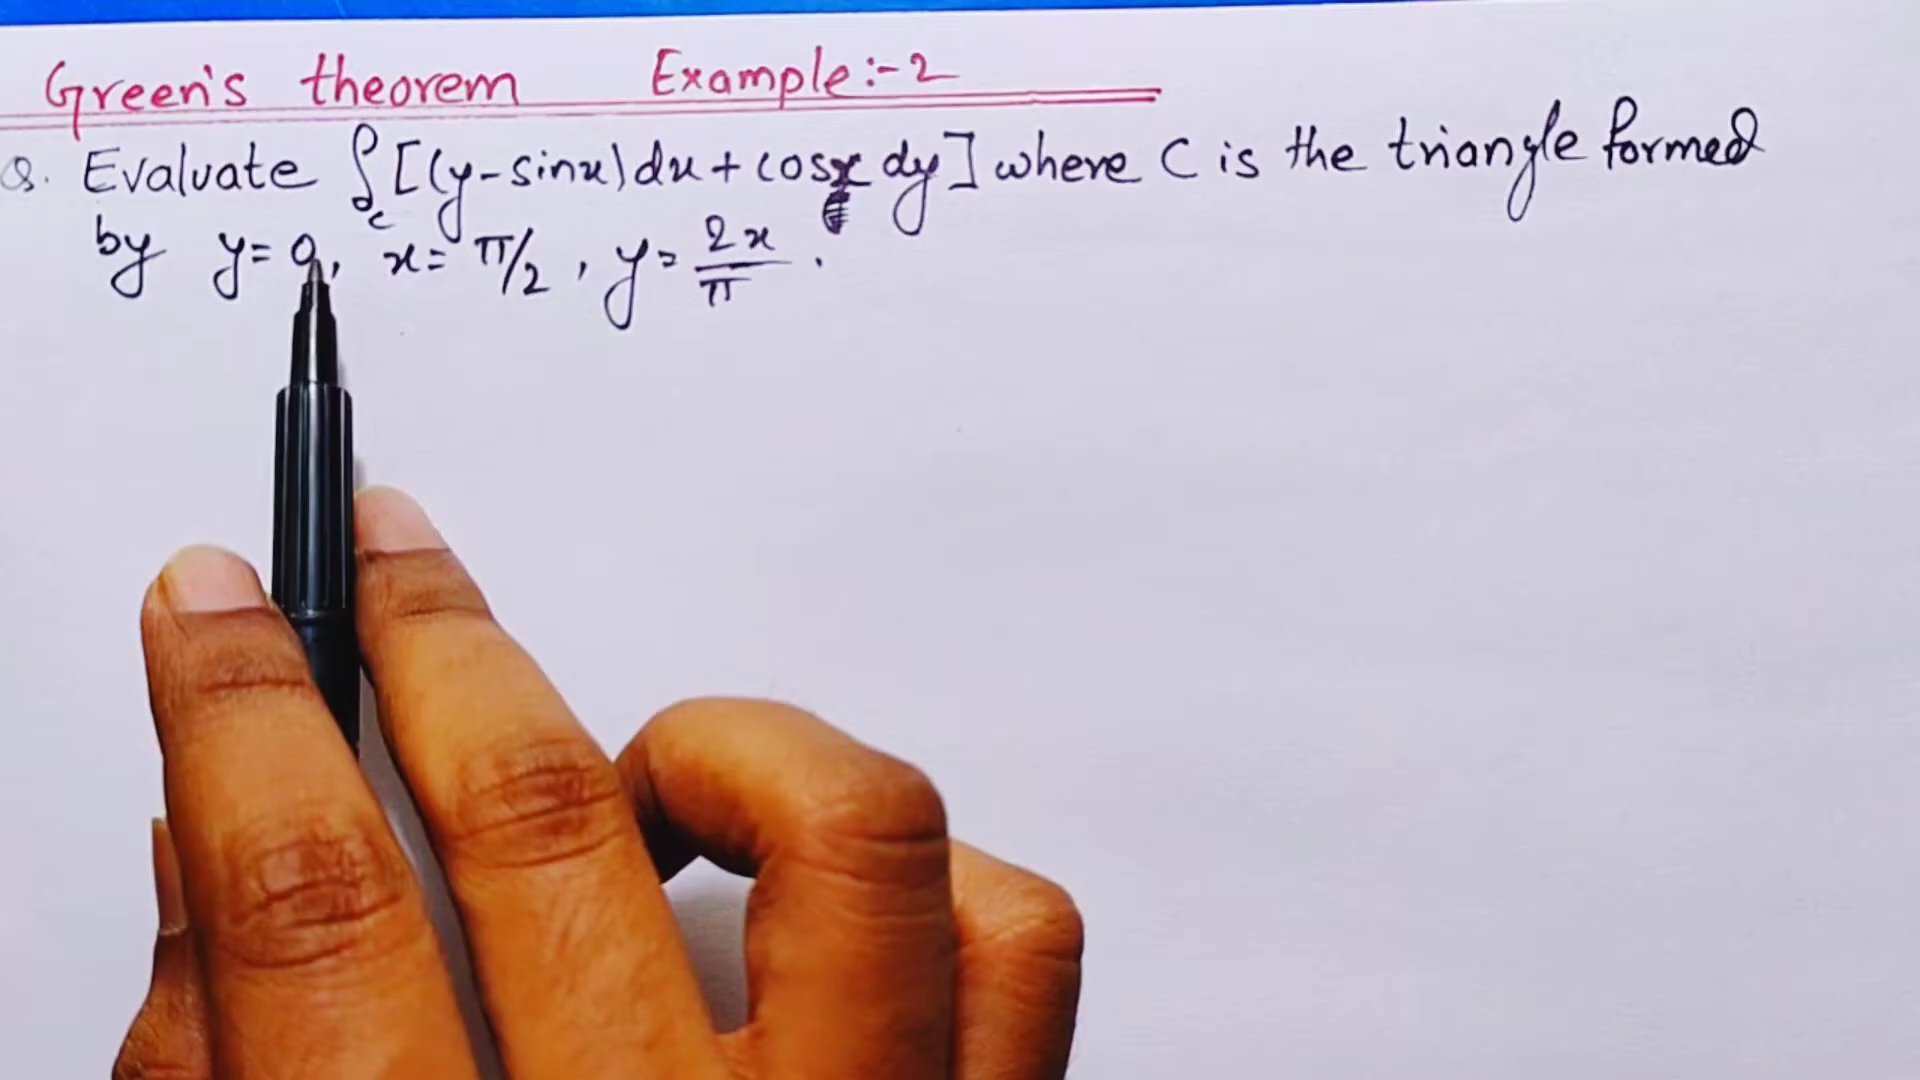 Green's theorem Example:-2
Q. Evaluate ∫c [(y-sinx)dx+cosx dy] where C is the triangle formed
by y=0, x=π/2, y=2x/π.